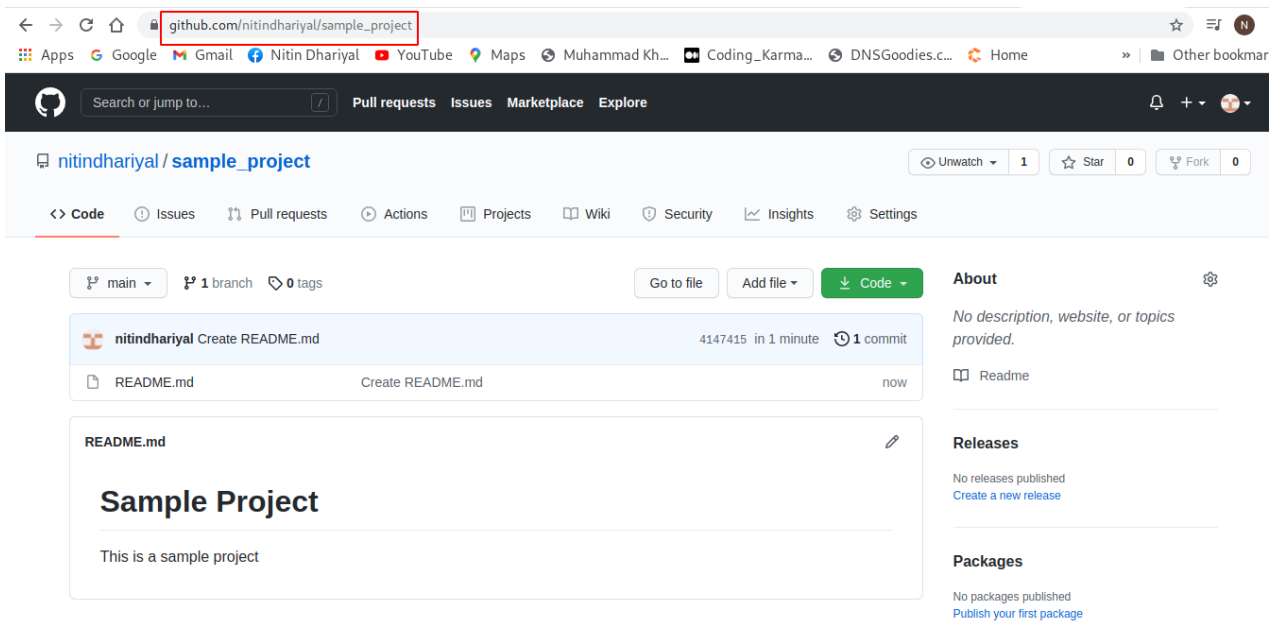 github.com/nitindhariyal/sample_project N
Apps Google Gmail Nitin Dhariyal YouTube Maps Muhammad Kh... Coding_Karma... DNSGoodies.c... Home » Other bookmar
Search or jump to... / Pull requests Issues Marketplace Explore
nitindhariyal / sample_project Unwatch 1 Star 0 Fork 0
<> Code Issues Pull requests Actions Projects Wiki Security Insights Settings
main 1 branch 0 tags Go to file Add file Code
About
No description, website, or topics
provided.
Readme
nitindhariyal Create README.md 4147415 in 1 minute 1 commit
README.md Create README.md now
README.md
Sample Project
This is a sample project
Releases
No releases published
Create a new release
Packages
No packages published
Publish your first package